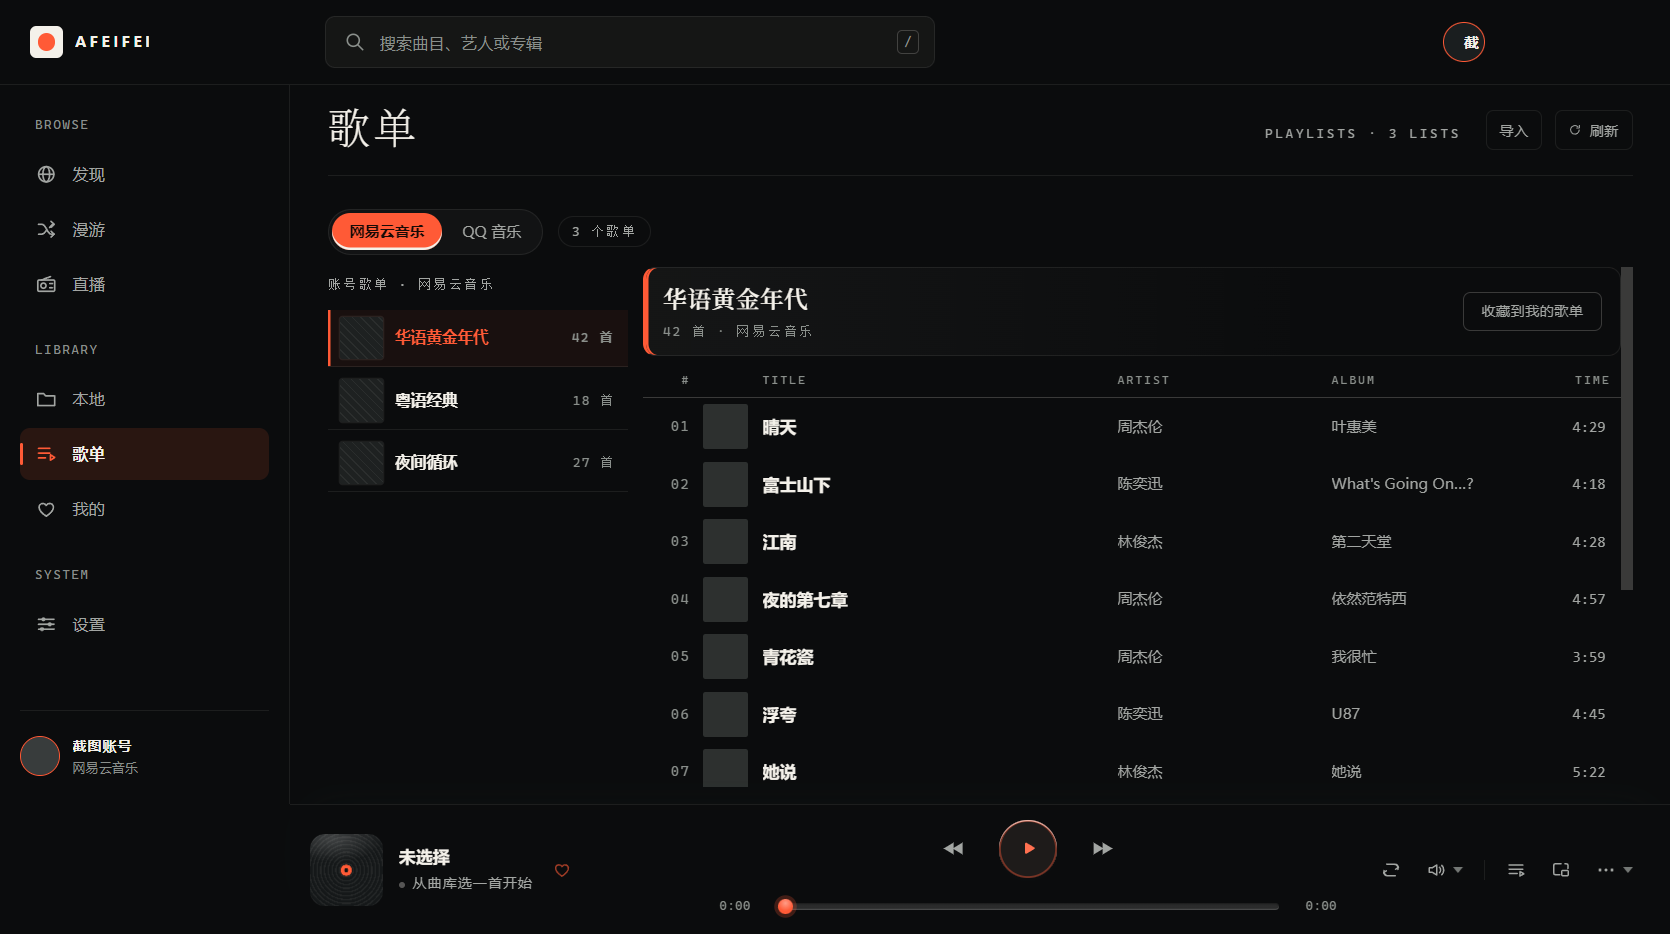 AFEIFEI
搜索曲目、艺人或专辑
/
截
BROWSE
发现
漫游
直播
LIBRARY
本地
歌单
我的
SYSTEM
设置
截图账号
网易云音乐
歌单
PLAYLISTS · 3 LISTS
导入
刷新
网易云音乐
QQ 音乐
3 个歌单
账号歌单 · 网易云音乐
华语黄金年代 42 首
粤语经典 18 首
夜间循环 27 首
华语黄金年代
42 首 · 网易云音乐
收藏到我的歌单
# TITLE ARTIST ALBUM TIME
01 晴天 周杰伦 叶惠美 4:29
02 富士山下 陈奕迅 What's Going On...? 4:18
03 江南 林俊杰 第二天堂 4:28
04 夜的第七章 周杰伦 依然范特西 4:57
05 青花瓷 周杰伦 我很忙 3:59
06 浮夸 陈奕迅 U87 4:45
07 她说 林俊杰 她说 5:22
未选择
从曲库选一首开始
0:00
0:00